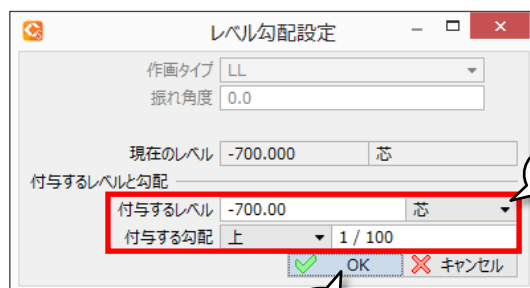 レベル勾配設定
作画タイプ LL
振れ角度 0.0
現在のレベル -700.000 芯
付与するレベルと勾配
付与するレベル -700.00 芯
付与する勾配 上 1 / 100
OK キャンセル